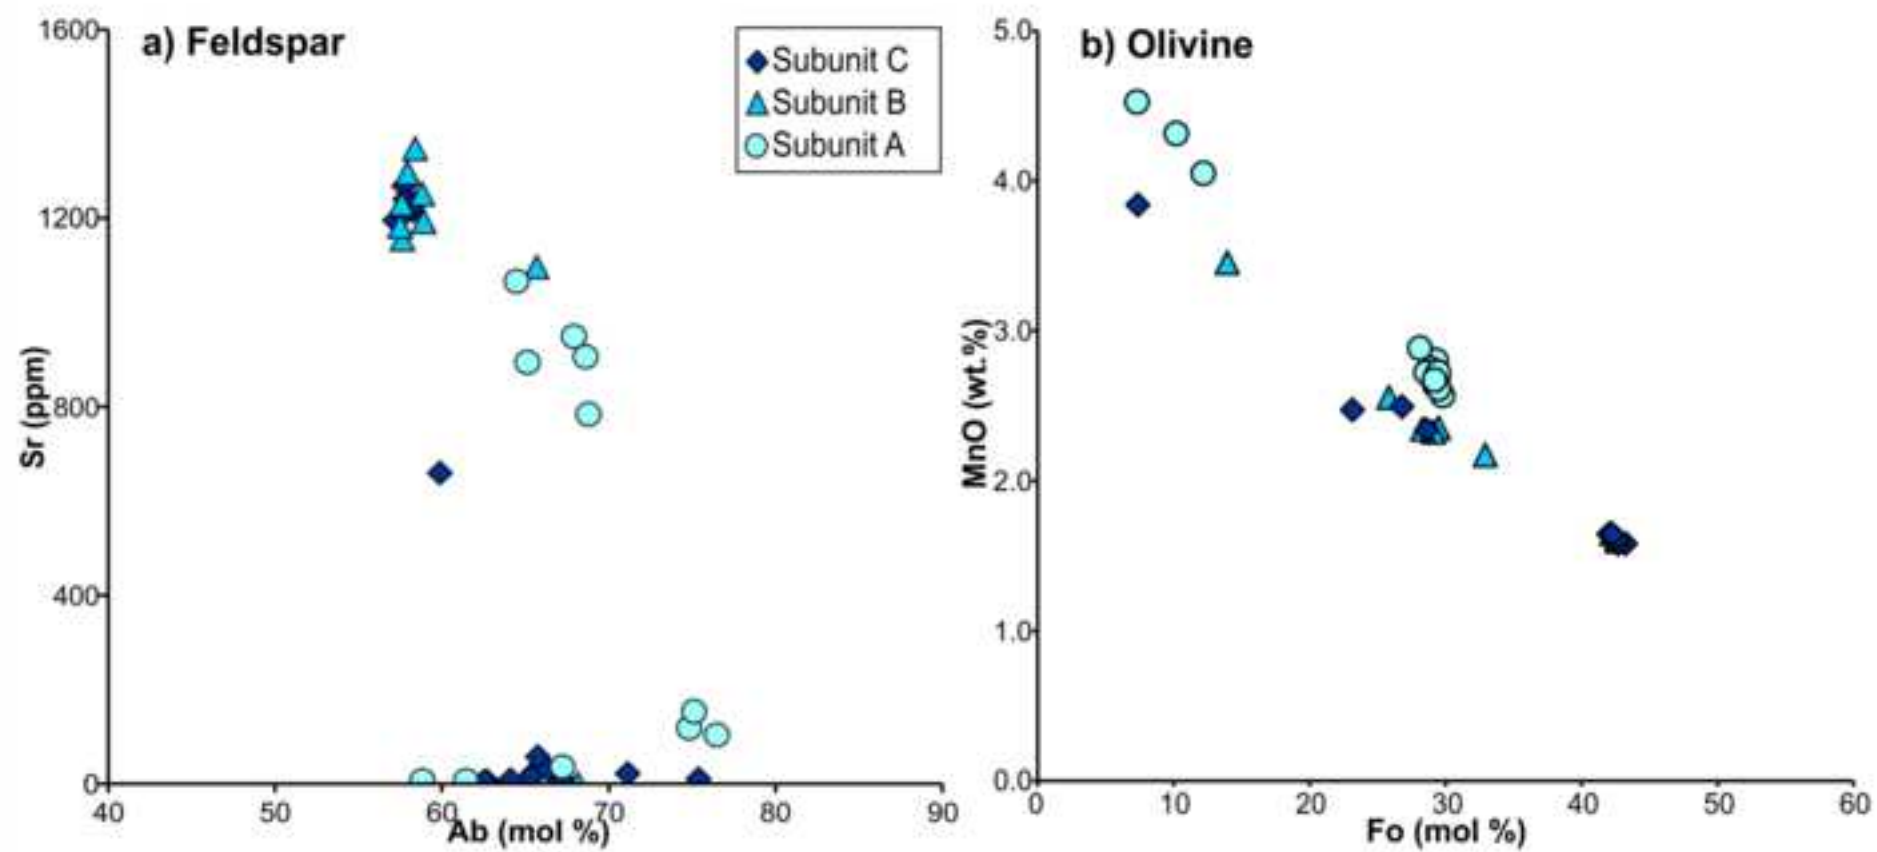 a) Feldspar
Subunit C
Subunit B
Subunit A
1600
1200
800
400
0
Sr (ppm)
40 50 60 70 80 90
Ab (mol %)
b) Olivine
5.0
4.0
3.0
2.0
1.0
0.0
MnO (wt.%)
0 10 20 30 40 50 60
Fo (mol %)